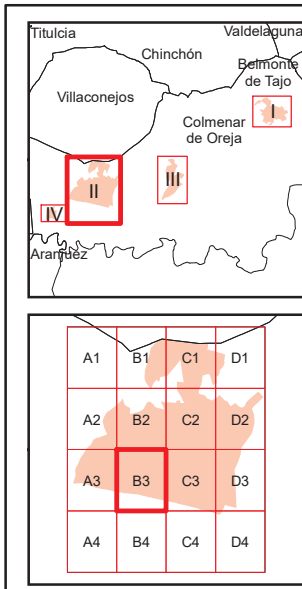 Titulcia
Valdelaguna
Chinchón
Belmonte
de Tajo
Villaconejos
I
Colmenar
de Oreja
II
III
IV
Aranjuez
A1 B1 C1 D1
A2 B2 C2 D2
A3 B3 C3 D3
A4 B4 C4 D4